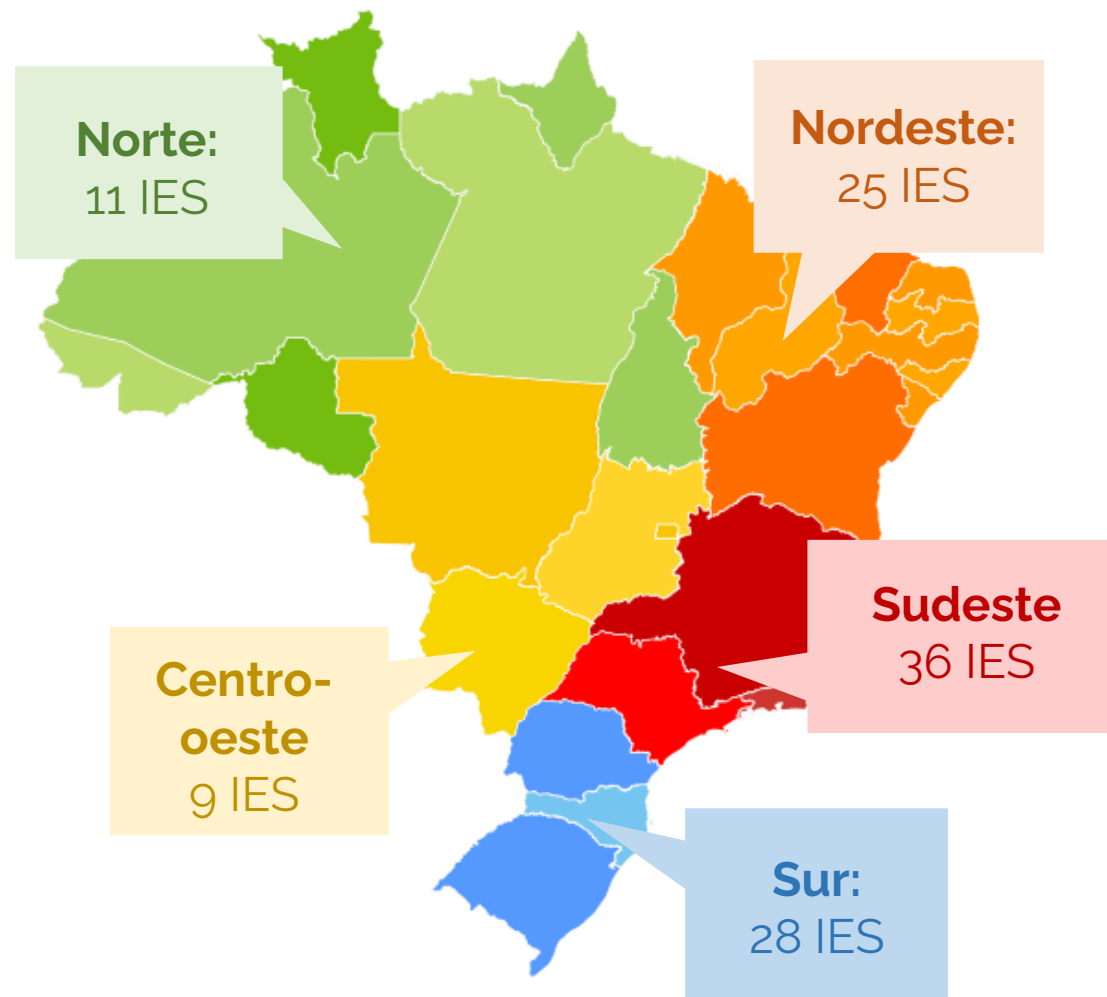 Norte:
11 IES
Nordeste:
25 IES
Sudeste
36 IES
Centro-
oeste
9 IES
Sur:
28 IES